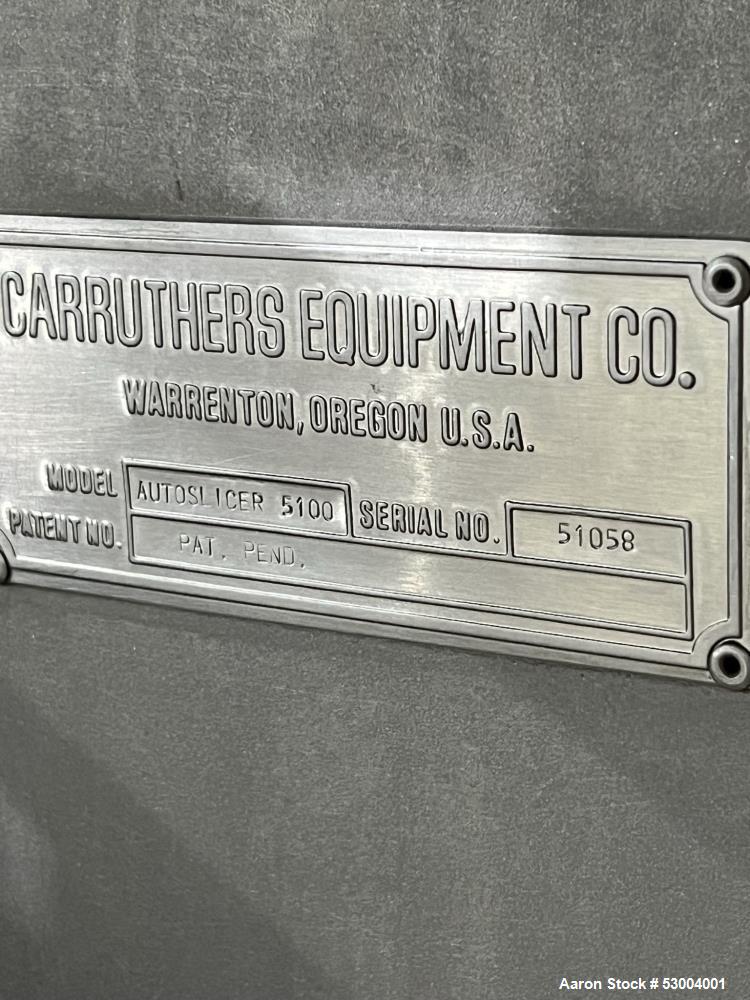 CARRUTHERS EQUIPMENT CO.
WARRENTON, OREGON U.S.A.
MODEL AUTOSLICER 5100 SERIAL NO. 51058
PATENT NO. PAT. PEND.
Aaron Stock # 53004001